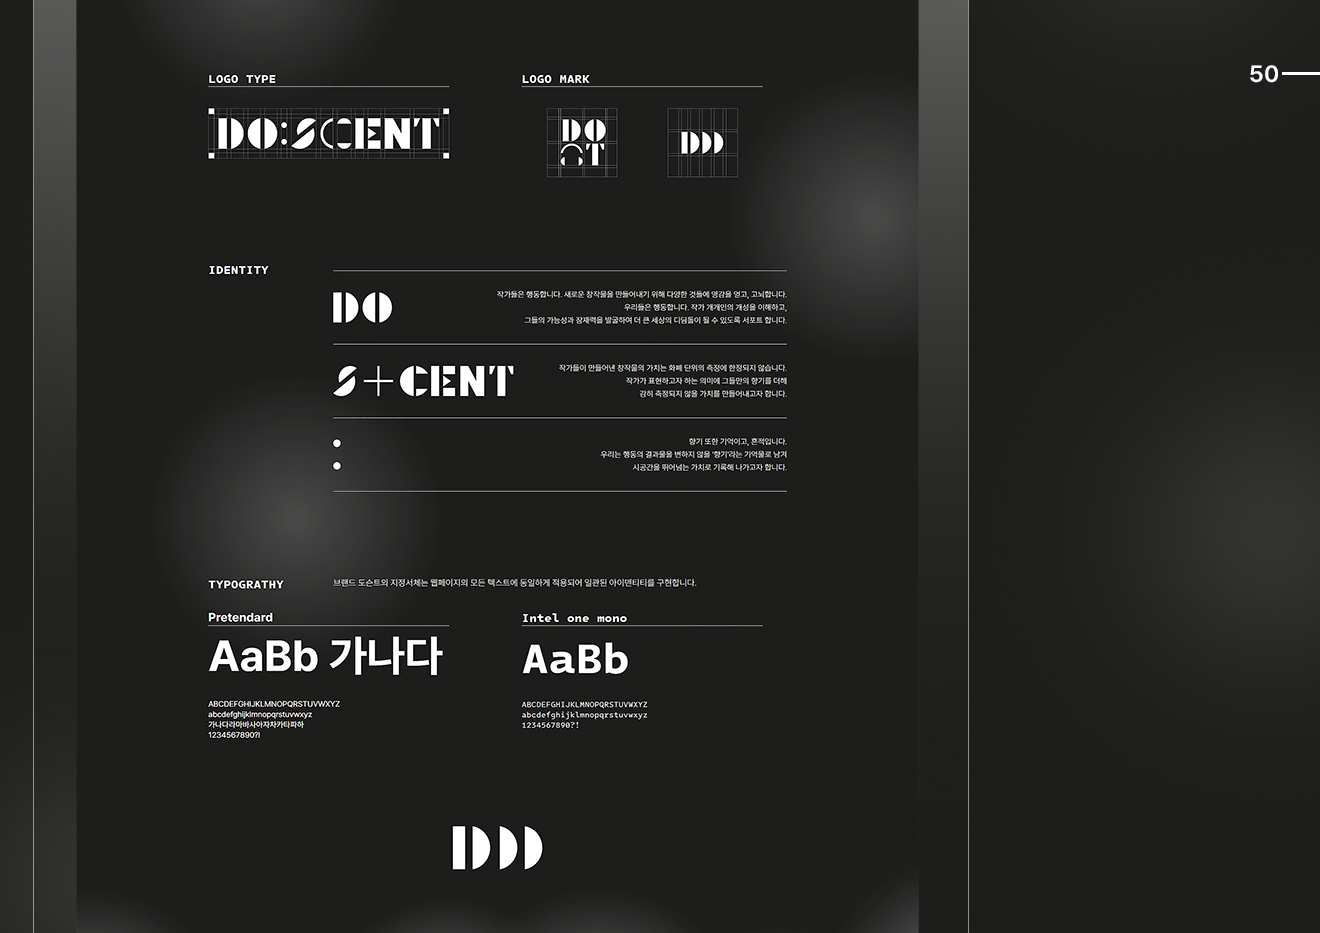 50
LOGO TYPE
LOGO MARK
DO:SCENT
DO
CT
DDD
IDENTITY
DO
작가들은 행동합니다. 새로운 창작물을 만들어내기 위해 다양한 것들에 영감을 얻고, 고뇌합니다.
우리들은 행동합니다. 작가 개개인의 개성을 이해하고,
그들의 가능성과 잠재력을 발굴하여 더 큰 세상의 디딤돌이 될 수 있도록 서포트 합니다.
S+CENT
작가들이 만들어낸 창작물의 가치는 화폐 단위의 측정에 한정되지 않습니다.
작가가 표현하고자 하는 의미에 그들만의 향기를 더해
감히 측정되지 않을 가치를 만들어내고자 합니다.
:
향기 또한 기억이고, 흔적입니다.
우리는 행동의 결과물을 변하지 않을 '향기'라는 기억물로 남겨
시공간을 뛰어넘는 가치로 기록해 나가고자 합니다.
TYPOGRATHY
브랜드 도슨트의 지정서체는 웹페이지의 모든 텍스트에 동일하게 적용되어 일관된 아이덴티티를 구현합니다.
Pretendard
AaBb 가나다
ABCDEFGHIJKLMNOPQRSTUVWXYZ
abcdefghijklmnopqrstuvwxyz
가나다라마바사아자차카타파하
1234567890?!
Intel one mono
AaBb
ABCDEFGHIJKLMNOPQRSTUVWXYZ
abcdefghijklmnopqrstuvwxyz
1234567890?!
DDD